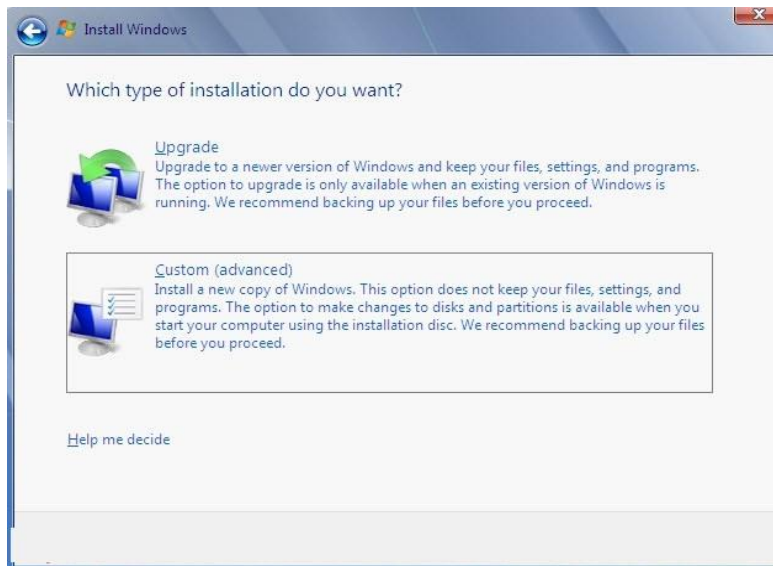 Install Windows
Which type of installation do you want?
Upgrade
Upgrade to a newer version of Windows and keep your files, settings, and programs.
The option to upgrade is only available when an existing version of Windows is
running. We recommend backing up your files before you proceed.
Custom (advanced)
Install a new copy of Windows. This option does not keep your files, settings, and
programs. The option to make changes to disks and partitions is available when you
start your computer using the installation disc. We recommend backing up your files
before you proceed.
Help me decide